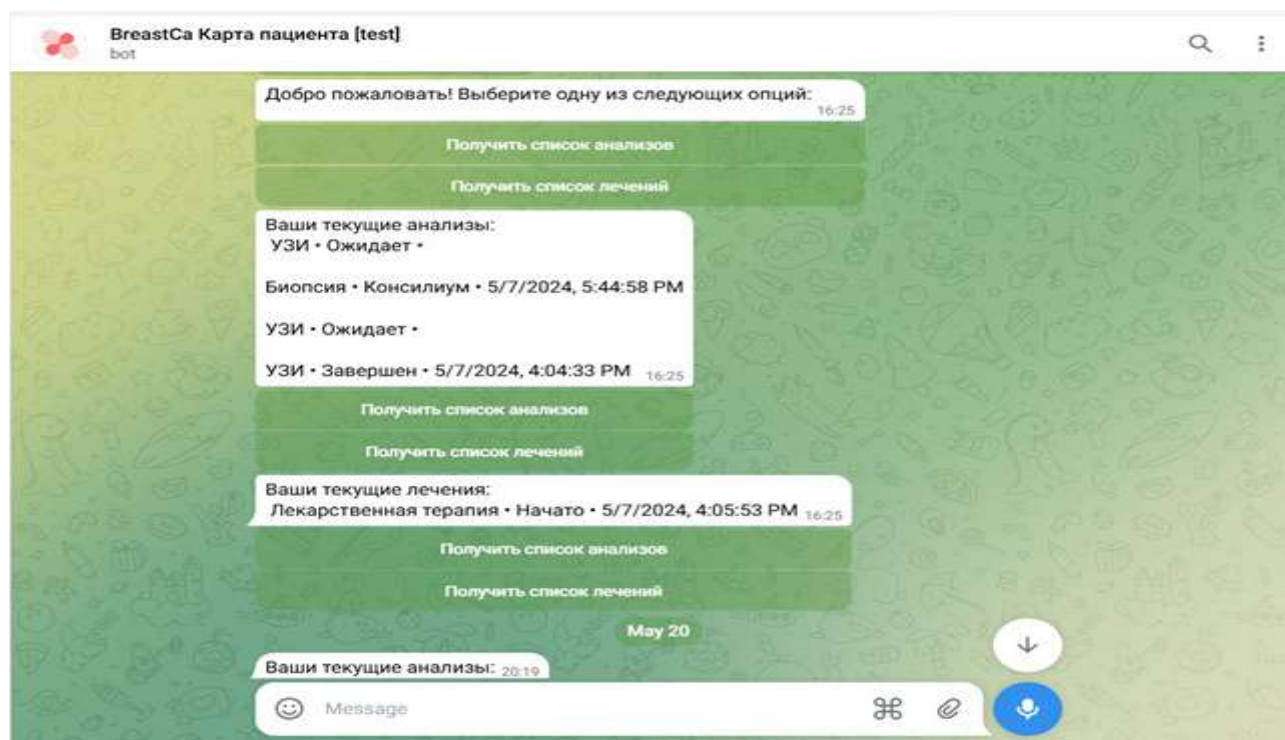 BreastCa Карта пациента [test]
bot
Добро пожаловать! Выберите одну из следующих опций:
16:25
Получить список анализов
Получить список лечений
Ваши текущие анализы:
УЗИ • Ожидает •
Биопсия • Консилиум • 5/7/2024, 5:44:58 PM
УЗИ • Ожидает •
УЗИ • Завершен • 5/7/2024, 4:04:33 PM 16:25
Получить список анализов
Получить список лечений
Ваши текущие лечения:
Лекарственная терапия • Начато • 5/7/2024, 4:05:53 PM 16:25
Получить список анализов
Получить список лечений
May 20
Ваши текущие анализы: 20:19
Message